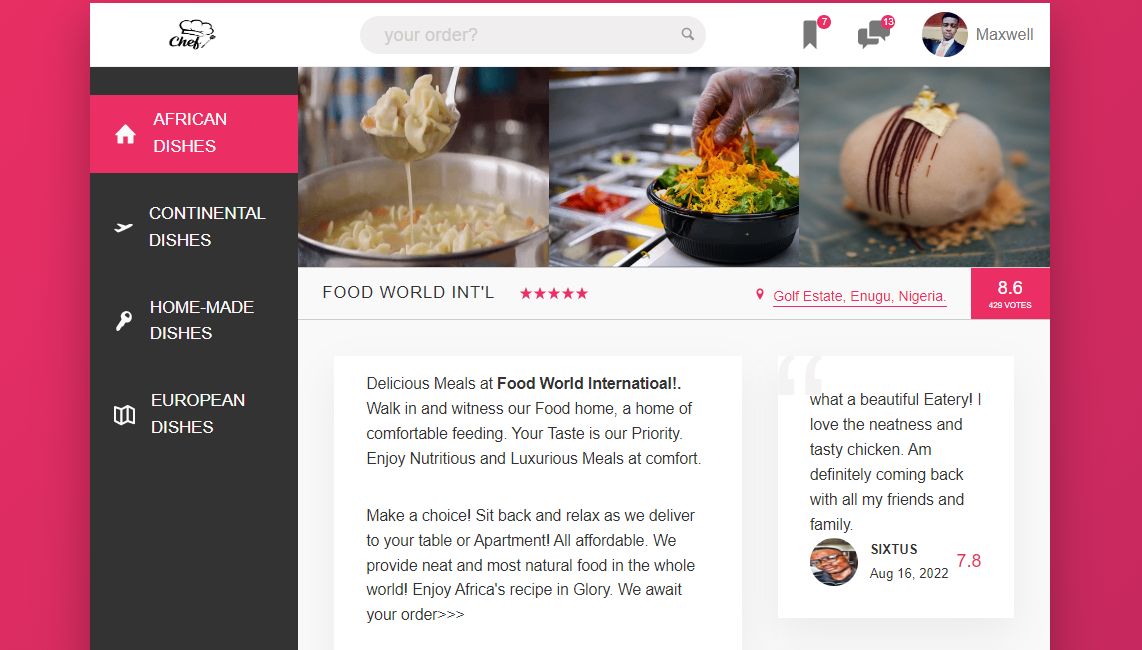 Chef
your order?
7
13
Maxwell
AFRICAN
DISHES
CONTINENTAL
DISHES
HOME-MADE
DISHES
EUROPEAN
DISHES
FOOD WORLD INT'L
Golf Estate, Enugu, Nigeria.
8.6
429 VOTES
Delicious Meals at Food World Internatioal!.
Walk in and witness our Food home, a home of
comfortable feeding. Your Taste is our Priority.
Enjoy Nutritious and Luxurious Meals at comfort.
Make a choice! Sit back and relax as we deliver
to your table or Apartment! All affordable. We
provide neat and most natural food in the whole
world! Enjoy Africa's recipe in Glory. We await
your order>>>
“
what a beautiful Eatery! I
love the neatness and
tasty chicken. Am
definitely coming back
with all my friends and
family.
SIXTUS
Aug 16, 2022
7.8